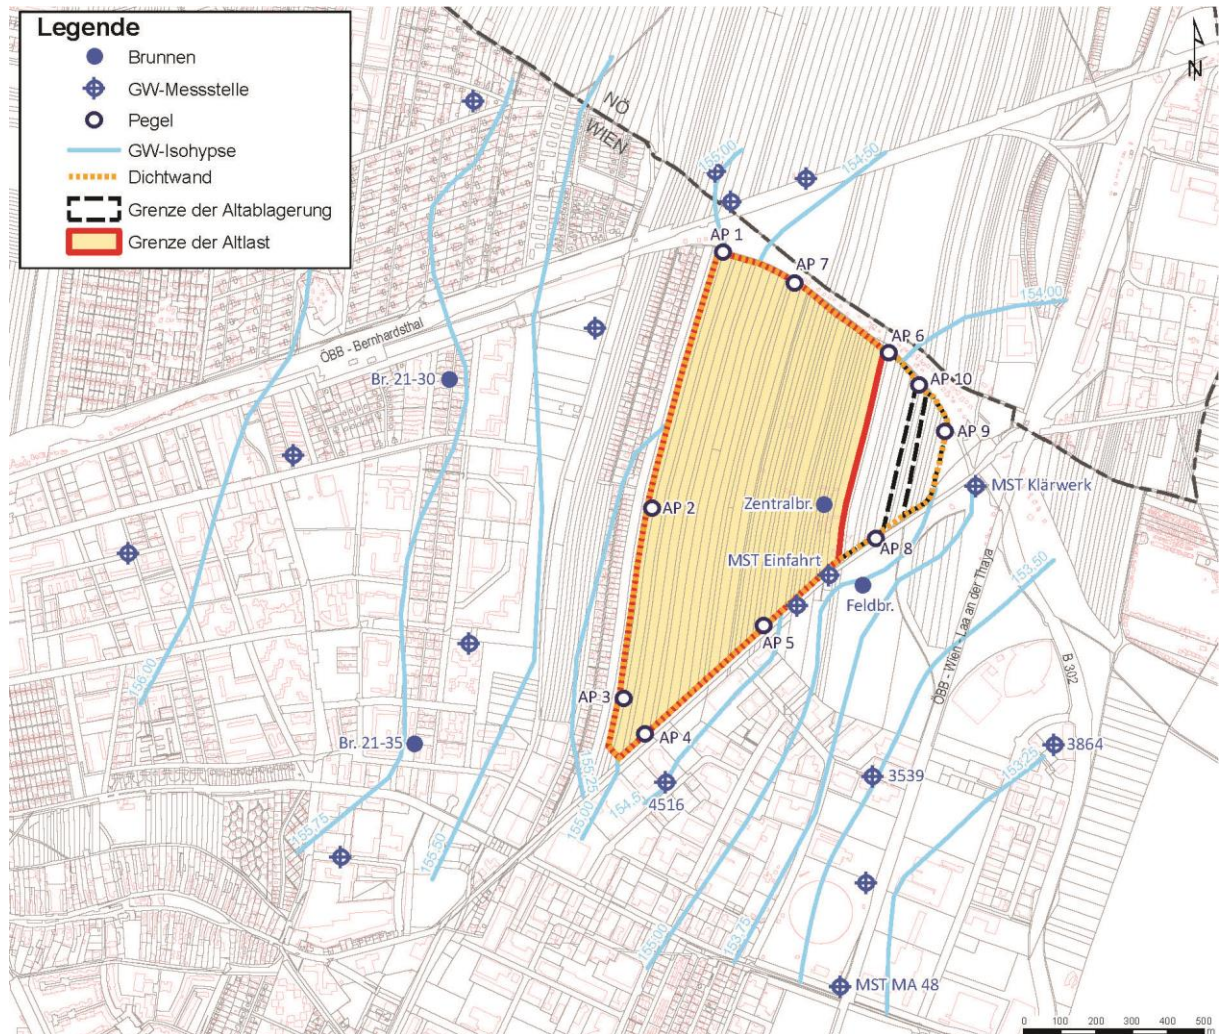 Legende
Brunnen
GW-Messstelle
Pegel
GW-Isohypse
Dichtwand
Grenze der Altablagerung
Grenze der Altlast
N
NÖ
WIEN
155,00
154,50
AP 1
AP 7
154,00
AP 6
ÖBB - Bernhardsthal
Br. 21-30
AP 10
AP 9
MST Klärwerk
Zentralbr.
AP 2
AP 8
MST Einfahrt
Feldbr.
153,50
ÖBB - Wien - Laa an der Thaya
AP 5
B 302
156,00
AP 3
AP 4
Br. 21-35
3864
153,25
155,25
3539
4516
154,5
155,00
155,75
155,50
155,00
153,75
MST MA 48
0 100 200 300 400 500